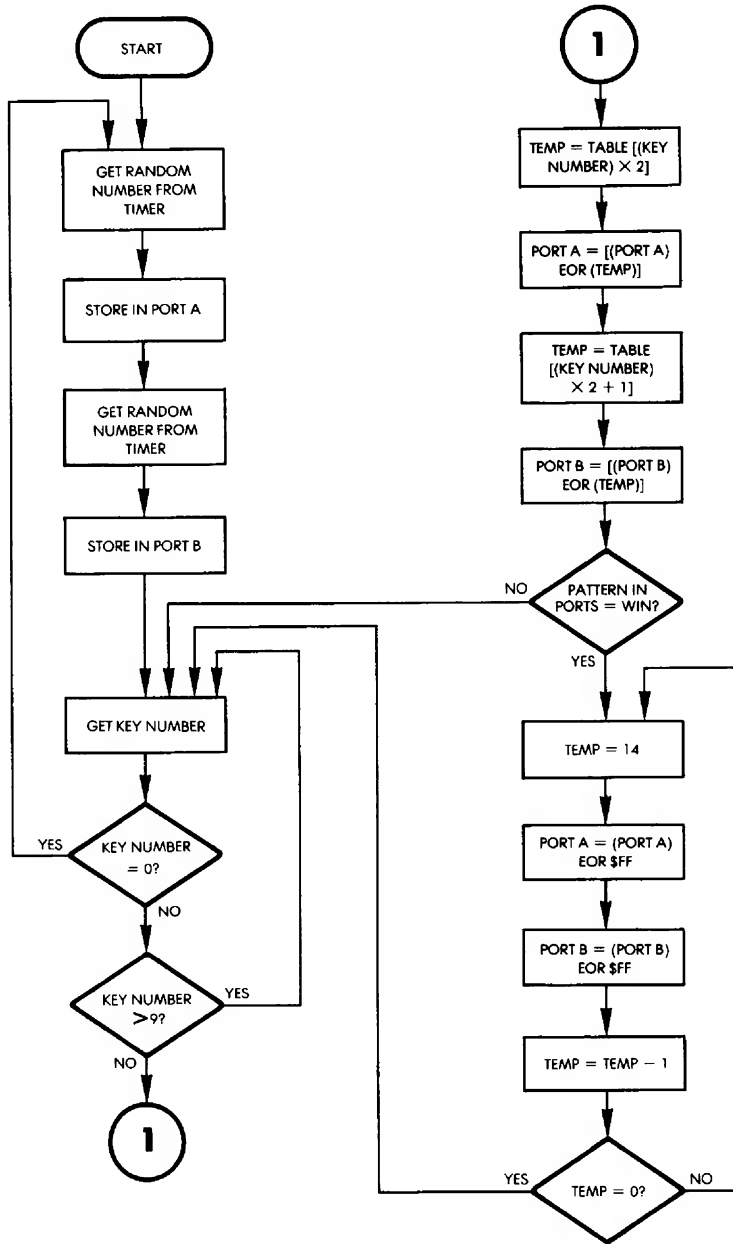 START
GET RANDOM
NUMBER FROM
TIMER
STORE IN PORT A
GET RANDOM
NUMBER FROM
TIMER
STORE IN PORT B
GET KEY NUMBER
KEY NUMBER
= 0?
YES
NO
KEY NUMBER
>9?
YES
NO
1
1
TEMP = TABLE [(KEY
NUMBER) × 2]
PORT A = [(PORT A)
EOR (TEMP)]
TEMP = TABLE
[(KEY NUMBER)
× 2 + 1]
PORT B = [(PORT B)
EOR (TEMP)]
PATTERN IN
PORTS = WIN?
NO
YES
TEMP = 14
PORT A = (PORT A)
EOR $FF
PORT B = (PORT B)
EOR $FF
TEMP = TEMP − 1
TEMP = 0?
YES
NO